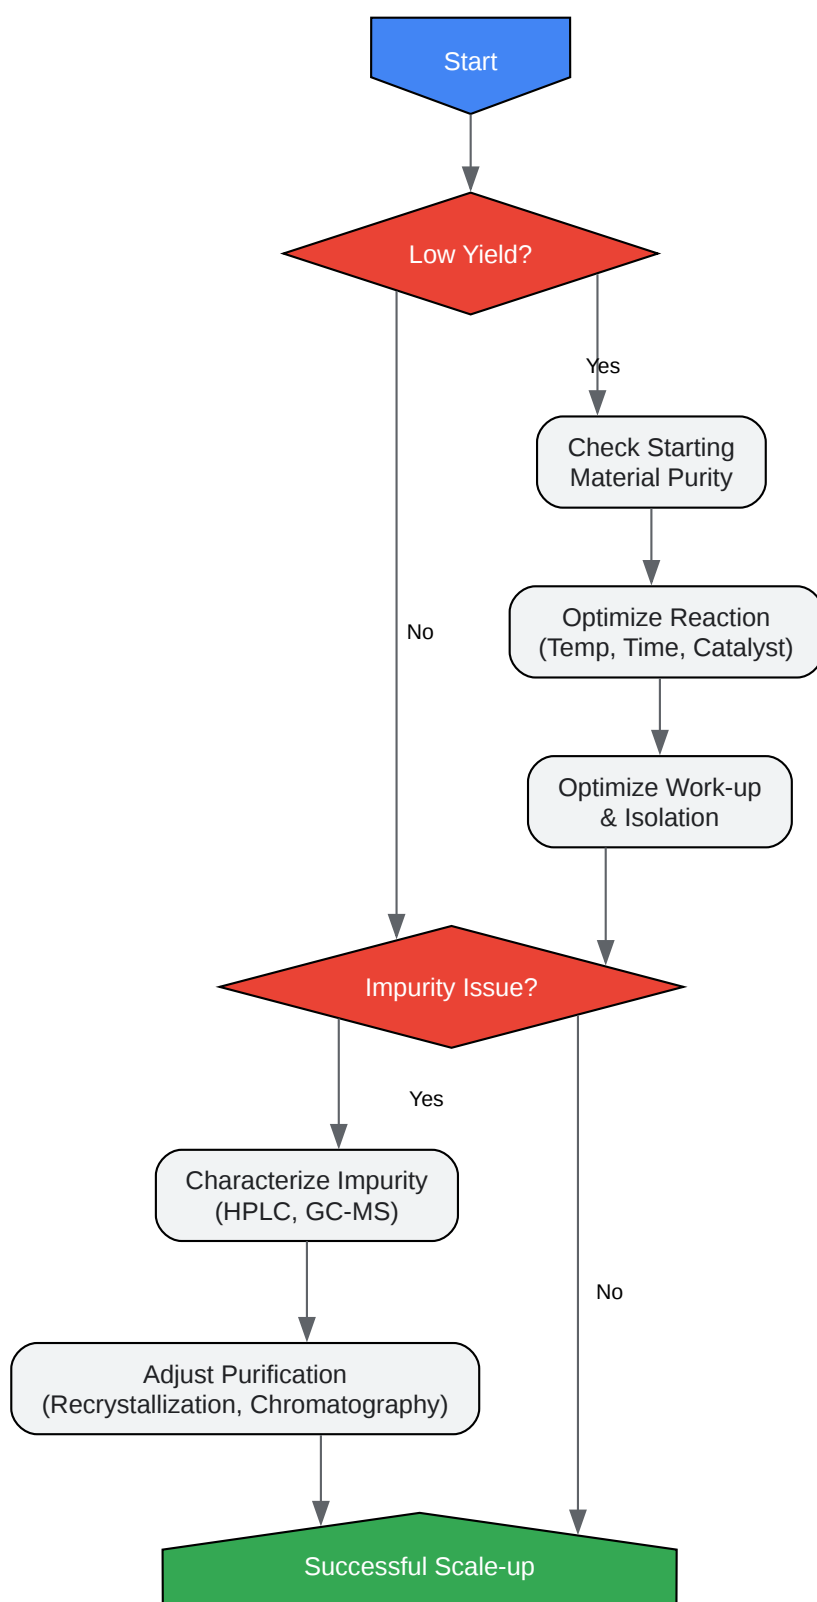 Start
Low Yield?
Yes
Check Starting
Material Purity
No
Optimize Reaction
(Temp, Time, Catalyst)
Optimize Work-up
& Isolation
Impurity Issue?
Yes
Characterize Impurity
(HPLC, GC-MS)
No
Adjust Purification
(Recrystallization, Chromatography)
Successful Scale-up